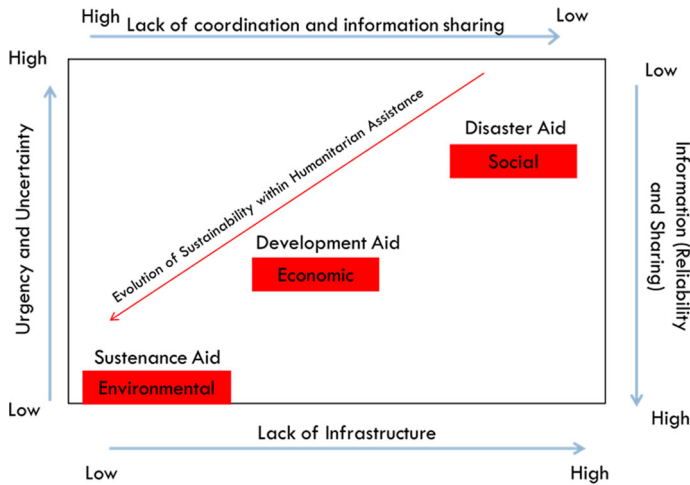 High
Lack of coordination and information sharing
Low
High
Low
Urgency and Uncertainty
Evolution of Sustainability within Humanitarian Assistance
Disaster Aid
Social
Information (Reliability
and Sharing)
Development Aid
Economic
Sustenance Aid
Environmental
Low
High
Lack of Infrastructure
Low
High